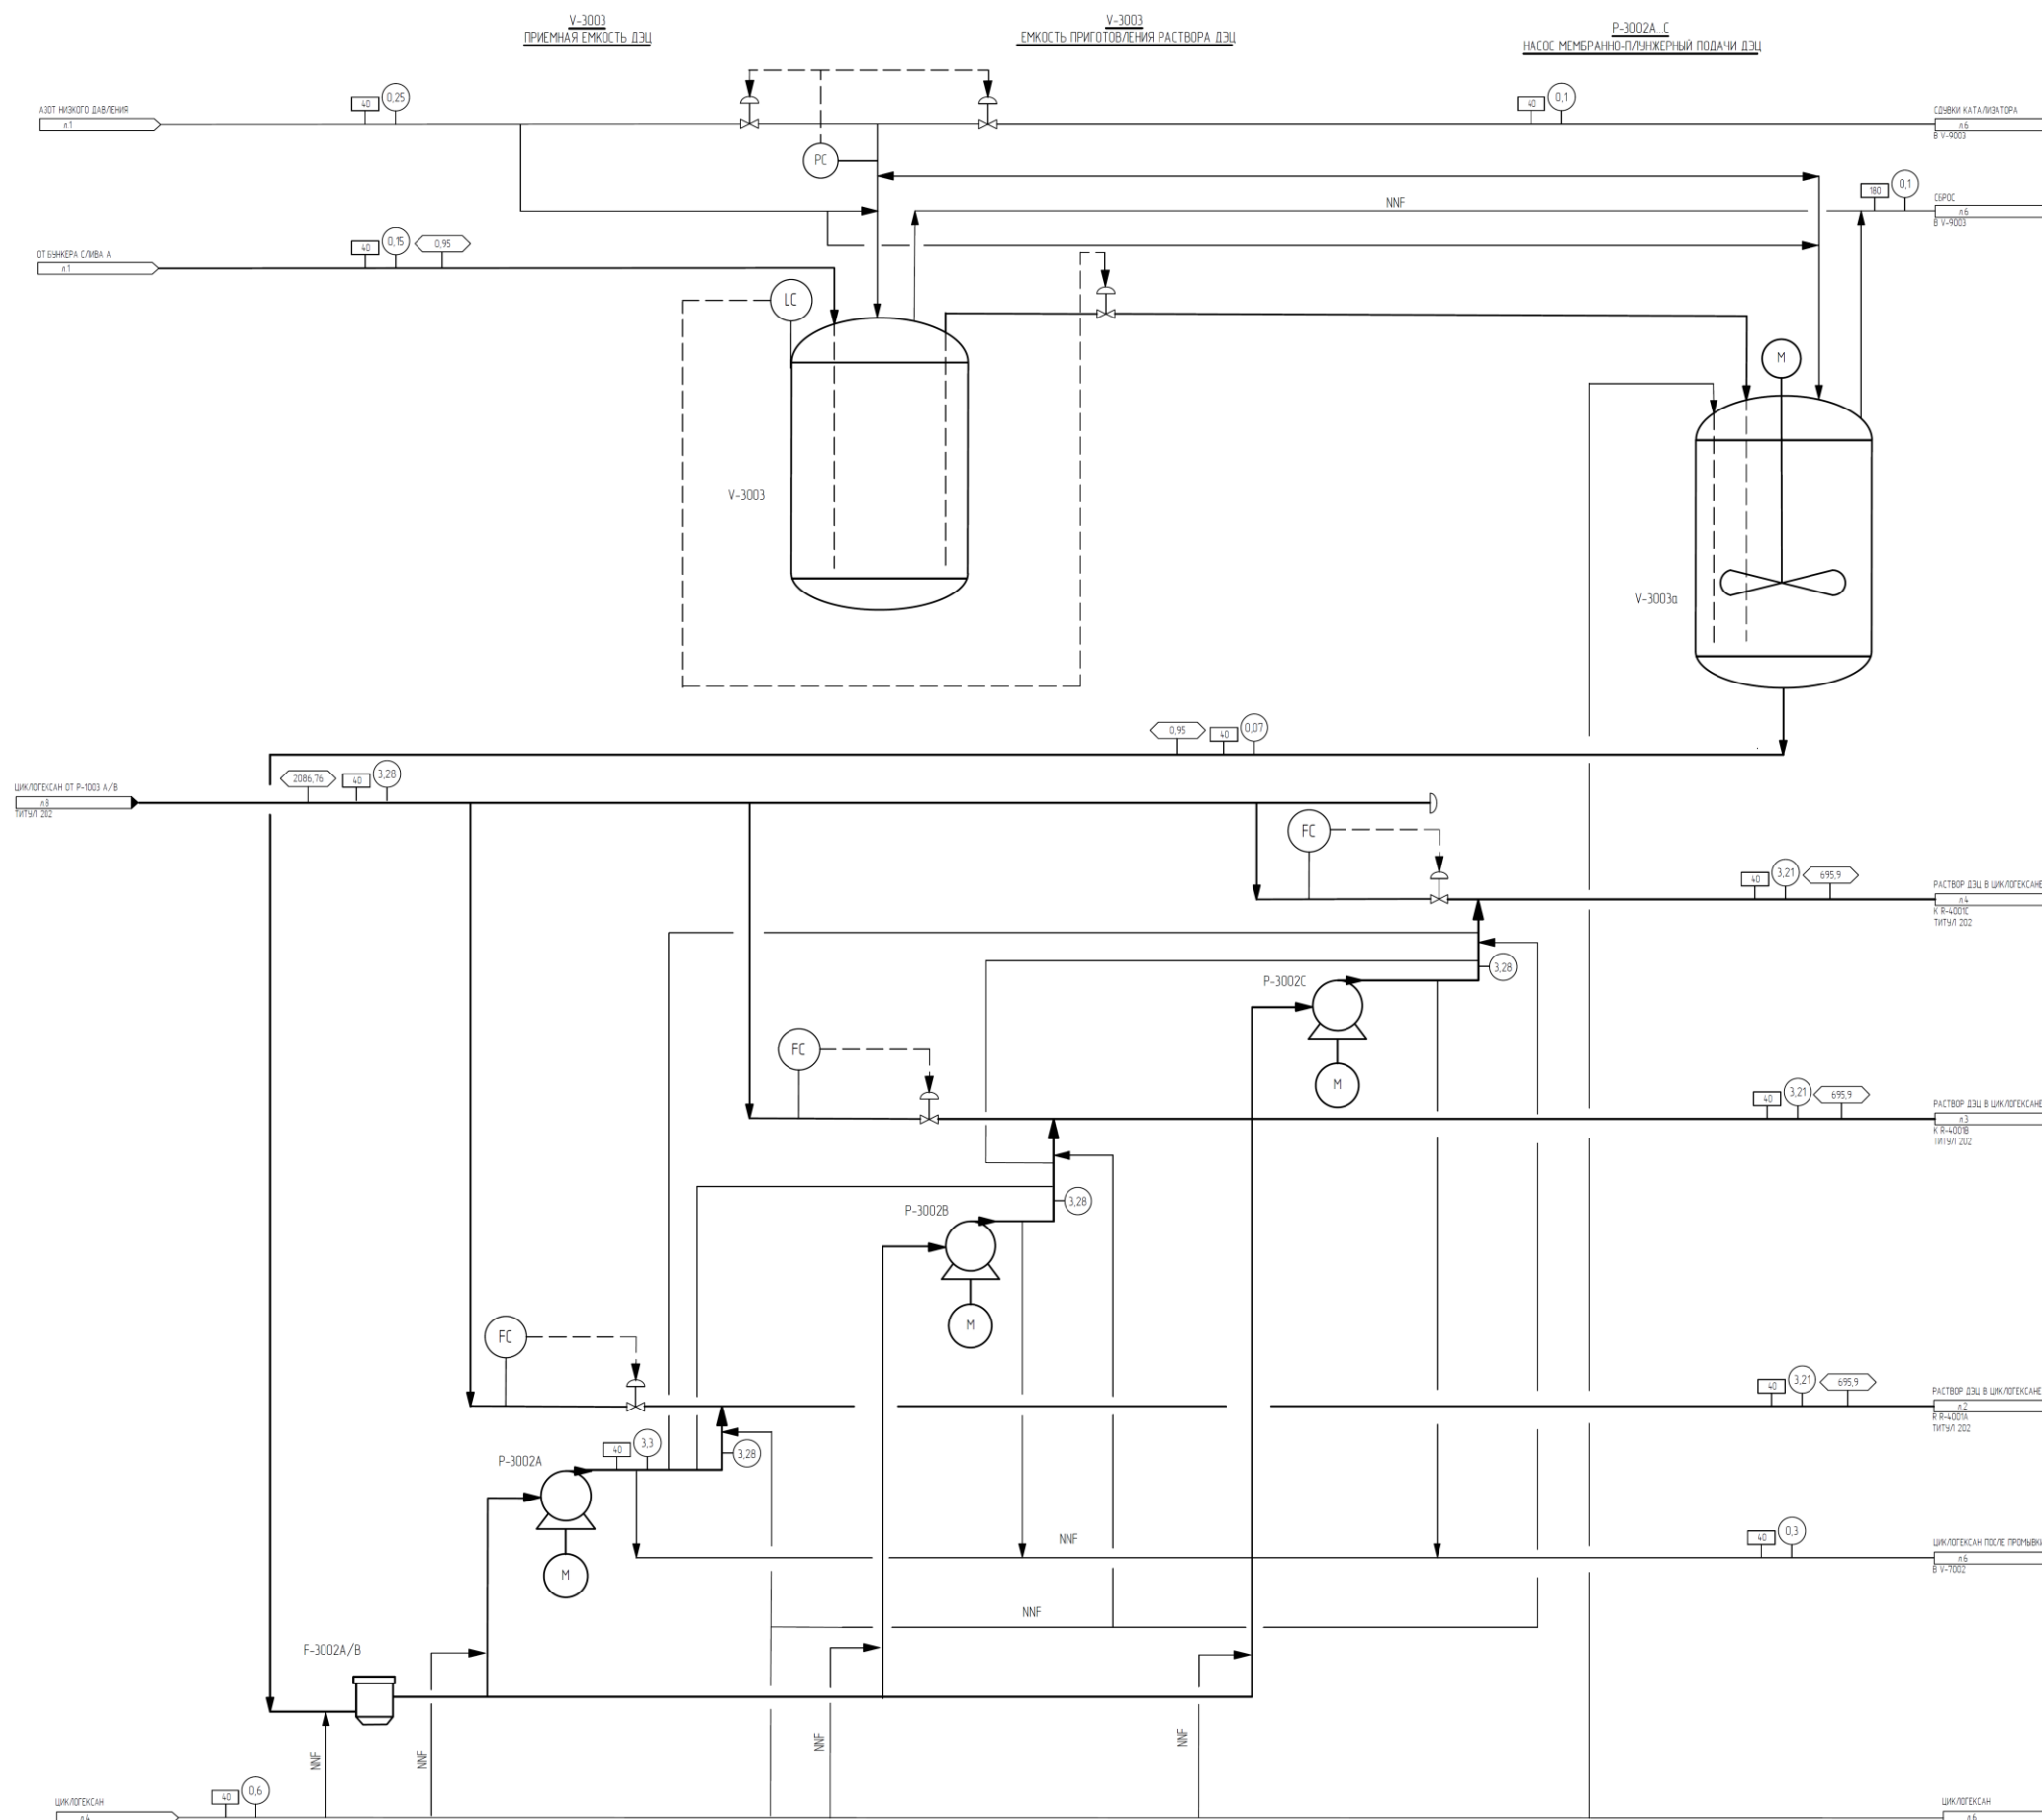 V-3003
ПРИЕМНАЯ ЕМКОСТЬ ДЭЦ
V-3003
ЕМКОСТЬ ПРИГОТОВЛЕНИЯ РАСТВОРА ДЭЦ
P-3002A...C
НАСОС МЕМБРАННО-ПЛУНЖЕРНЫЙ ПОДАЧИ ДЭЦ
АЗОТ НИЗКОГО ДАВЛЕНИЯ
л.1
40
0,25
PC
40
0,1
СДУВКИ КАТАЛИЗАТОРА
л.6
В V-9003
180
0,1
NNF
СБРОС
л.6
В V-9003
ОТ БУНКЕРА СЛИВА А
л.1
40
0,15
0,95
LC
M
V-3003
V-3003а
0,95
40
0,07
ЦИКЛОГЕКСАН ОТ Р-1003 А/В
л.8
ТИТУЛ 202
2086,76
40
3,28
FC
40
3,21
695,9
РАСТВОР ДЭЦ В ЦИКЛОГЕКСАНЕ
л.4
К R-4001C
ТИТУЛ 202
3,28
P-3002C
M
FC
40
3,21
695,9
РАСТВОР ДЭЦ В ЦИКЛОГЕКСАНЕ
л.3
К R-4001B
ТИТУЛ 202
3,28
P-3002B
M
FC
40
3,21
695,9
РАСТВОР ДЭЦ В ЦИКЛОГЕКСАНЕ
л.2
R R-4001A
ТИТУЛ 202
40
3,3
3,28
P-3002A
M
NNF
40
0,3
ЦИКЛОГЕКСАН ПОСЛЕ ПРОМЫВКИ
л.6
В V-7002
NNF
F-3002A/B
NNF
NNF
NNF
NNF
ЦИКЛОГЕКСАН
л.4
40
0,6
ЦИКЛОГЕКСАН
л.6